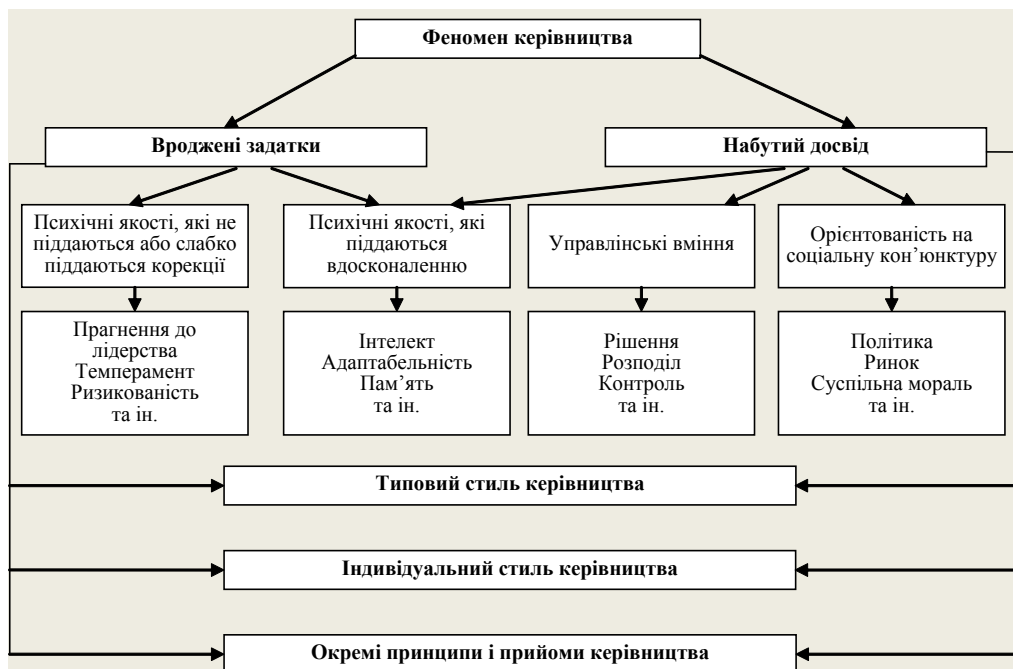 Феномен керівництва
Вроджені задатки
Набутий досвід
Психічні якості, які не
піддаються або слабко
піддаються корекції
Психічні якості, які
піддаються
вдосконаленню
Управлінські вміння
Орієнтованість на
соціальну кон’юнктуру
Прагнення до
лідерства
Темперамент
Ризикованість
та ін.
Інтелект
Адаптабельність
Пам’ять
та ін.
Рішення
Розподіл
Контроль
та ін.
Політика
Ринок
Суспільна мораль
та ін.
Типовий стиль керівництва
Індивідуальний стиль керівництва
Окремі принципи і прийоми керівництва